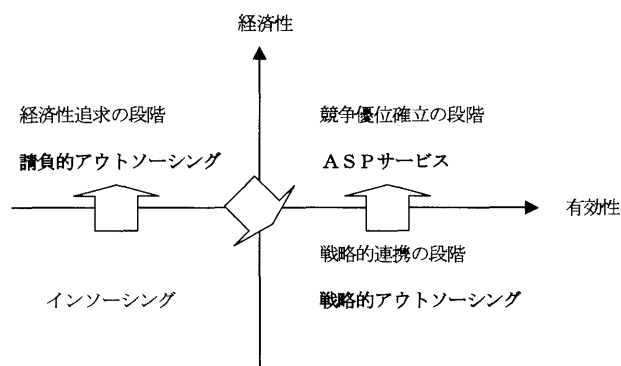 経済性
経済性追求の段階
請負的アウトソーシング
競争優位確立の段階
ＡＳＰサービス
有効性
インソーシング
戦略的連携の段階
戦略的アウトソーシング